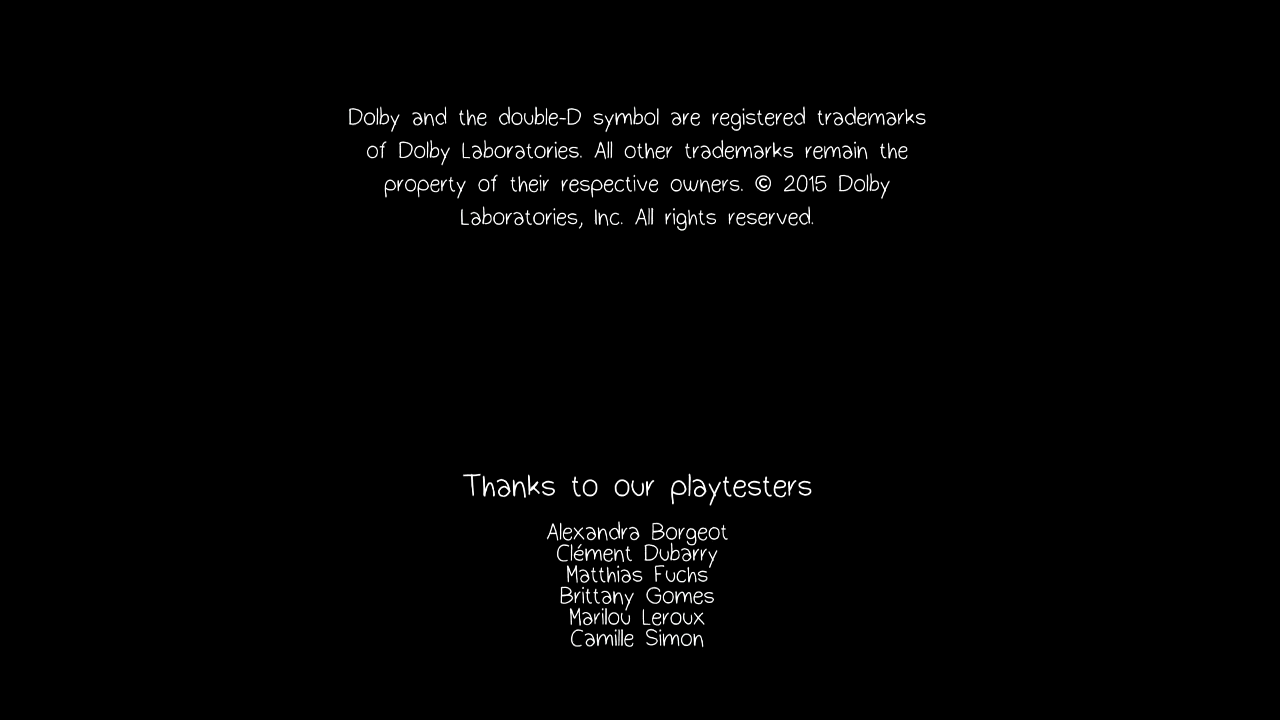 Dolby and the double-D symbol are registered trademarks
of Dolby Laboratories. All other trademarks remain the
property of their respective owners. © 2015 Dolby
Laboratories, Inc. All rights reserved.
Thanks to our playtesters
Alexandra Borgeot
Clément Dubarry
Matthias Fuchs
Brittany Gomes
Marilou Leroux
Camille Simon